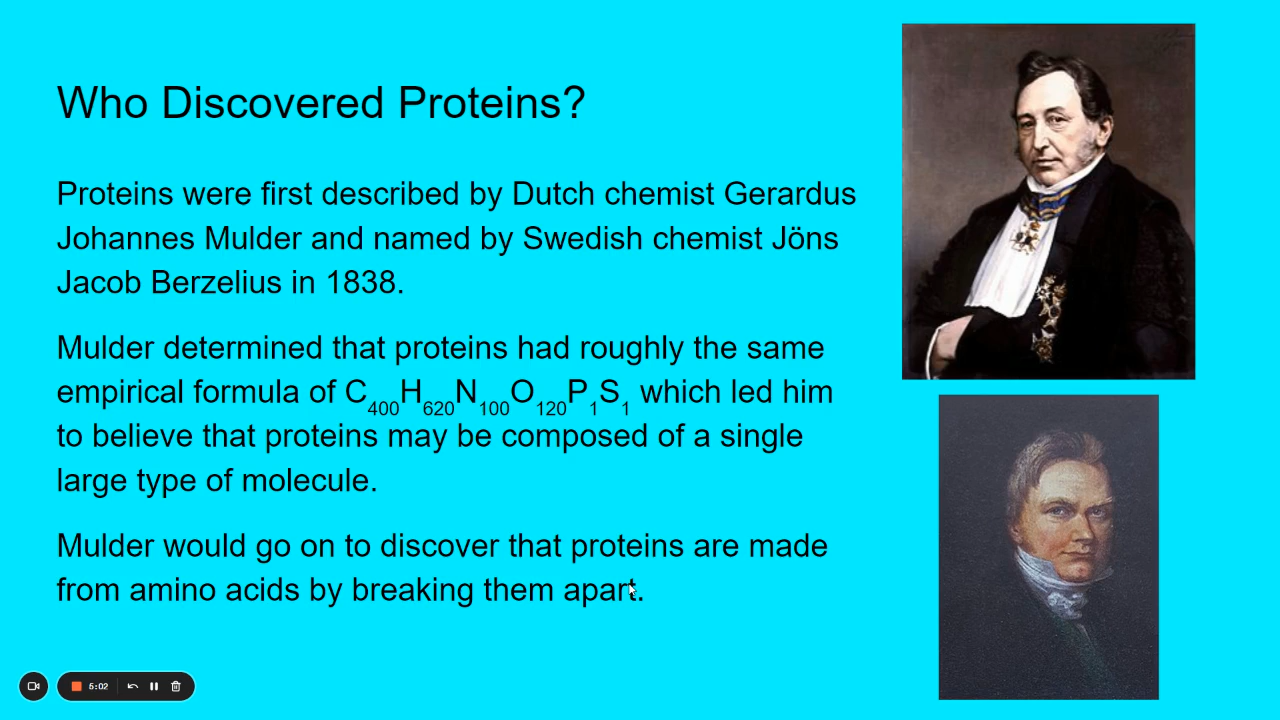 Who Discovered Proteins?
Proteins were first described by Dutch chemist Gerardus
Johannes Mulder and named by Swedish chemist Jöns
Jacob Berzelius in 1838.
Mulder determined that proteins had roughly the same
empirical formula of C₄₀₀H₆₂₀N₁₀₀O₁₂₀P₁S₁ which led him
to believe that proteins may be composed of a single
large type of molecule.
Mulder would go on to discover that proteins are made
from amino acids by breaking them apart.
5:02